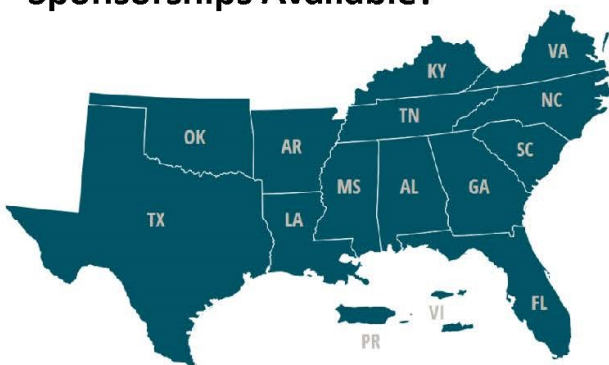 Sponsorships Available?
VA
KY
NC
TN
OK
AR
SC
MS
AL
GA
TX
LA
FL
VI
PR